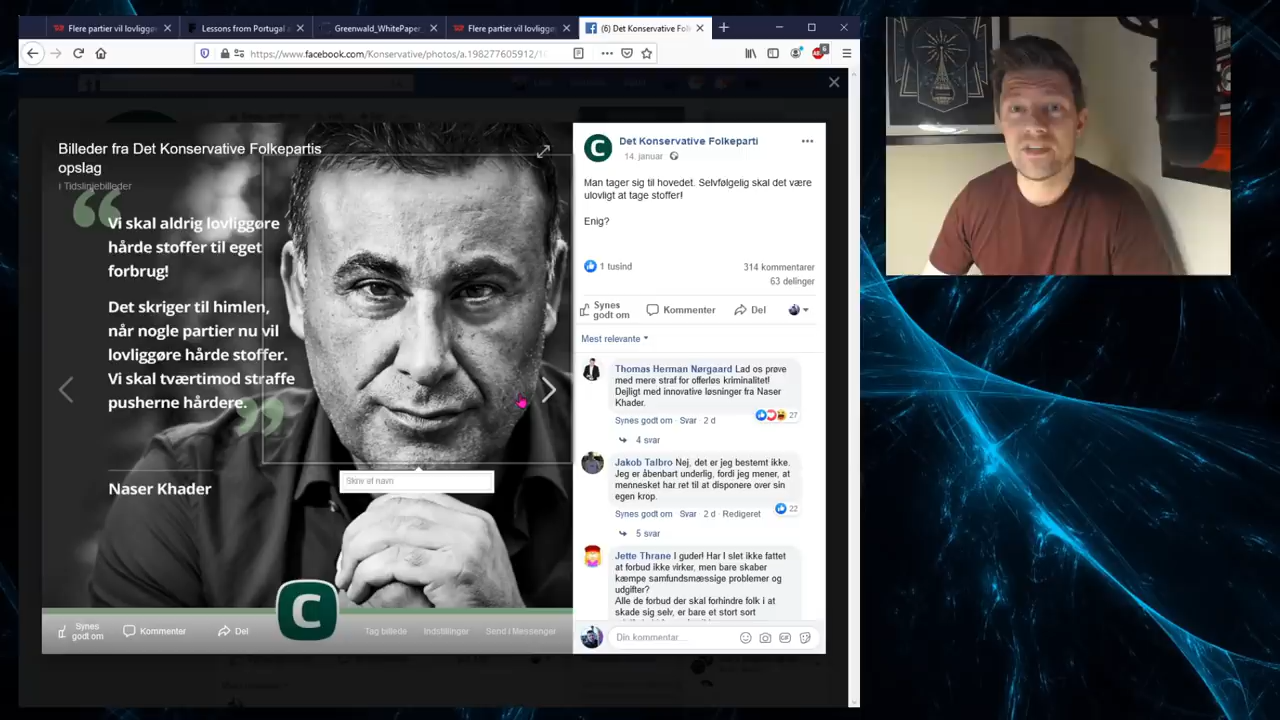 Flere partier vil lovliggø
Lessons from Portugal a
Greenwald_WhitePaper_
Flere partier vil lovliggø
(6) Det Konservative Fol
https://www.facebook.com/Konservative/photos/a.198277605912/1
6
Billeder fra Det Konservative Folkepartis
opslag
i Tidslinjebilleder
Vi skal aldrig lovliggøre
hårde stoffer til eget
forbrug!
Det skriger til himlen,
når nogle partier nu vil
lovliggøre hårde stoffer.
Vi skal tværtimod straffe
pusherne hårdere.
Naser Khader
Skriv et navn
C
Synes
godt om
Kommenter
Del
Tag billede
Indstillinger
Send i Messenger
C
Det Konservative Folkeparti
14. januar
Man tager sig til hovedet. Selvfølgelig skal det være
ulovligt at tage stoffer!
Enig?
1 tusind
314 kommentarer
63 delinger
Synes
godt om
Kommenter
Del
Mest relevante
Thomas Herman Nørgaard Lad os prøve
med mere straf for offerløs kriminalitet!
Dejligt med innovative løsninger fra Naser
Khader.
27
Synes godt om · Svar · 2 d
4 svar
Jakob Talbro Nej, det er jeg bestemt ikke.
Jeg er åbenbart underlig, fordi jeg mener, at
mennesket har ret til at disponere over sin
egen krop.
22
Synes godt om · Svar · 2 d · Redigeret
5 svar
Jette Thrane I guder! Har I slet ikke fattet
at forbud ikke virker, men bare skaber
kæmpe samfundsmæssige problemer og
udgifter?
Alle de forbud der skal forhindre folk i at
skade sig selv, er bare et stort sort
Din kommentar...
GIF